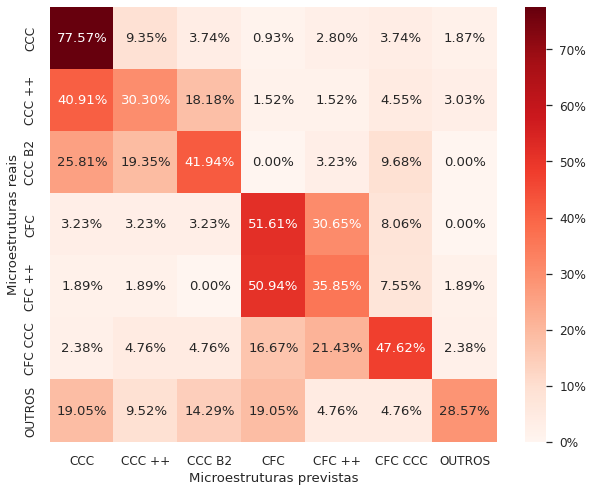 Microestruturas reais
CCC 77.57% 9.35% 3.74% 0.93% 2.80% 3.74% 1.87%
CCC ++ 40.91% 30.30% 18.18% 1.52% 1.52% 4.55% 3.03%
CCC B2 25.81% 19.35% 41.94% 0.00% 3.23% 9.68% 0.00%
CFC 3.23% 3.23% 3.23% 51.61% 30.65% 8.06% 0.00%
CFC ++ 1.89% 1.89% 0.00% 50.94% 35.85% 7.55% 1.89%
CFC CCC 2.38% 4.76% 4.76% 16.67% 21.43% 47.62% 2.38%
OUTROS 19.05% 9.52% 14.29% 19.05% 4.76% 4.76% 28.57%
CCC CCC ++ CCC B2 CFC CFC ++ CFC CCC OUTROS
Microestruturas previstas
70%
60%
50%
40%
30%
20%
10%
0%